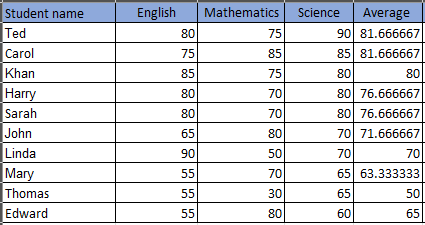 Student name English Mathematics Science Average
Ted 80 75 90 81.666667
Carol 75 85 85 81.666667
Khan 85 75 80 80
Harry 80 70 80 76.666667
Sarah 80 70 80 76.666667
John 65 80 70 71.666667
Linda 90 50 70 70
Mary 55 70 65 63.333333
Thomas 55 30 65 50
Edward 55 80 60 65